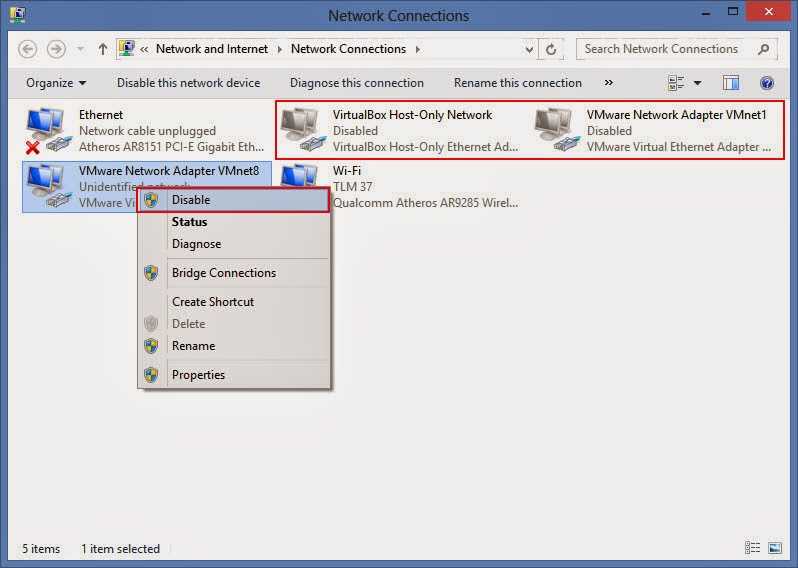 Network Connections
« Network and Internet Network Connections
Search Network Connections
Organize Disable this network device Diagnose this connection Rename this connection »
Ethernet
Network cable unplugged
Atheros AR8151 PCI-E Gigabit Eth...
VirtualBox Host-Only Network
Disabled
VirtualBox Host-Only Ethernet Ad...
VMware Network Adapter VMnet1
Disabled
VMware Virtual Ethernet Adapter ...
VMware Network Adapter VMnet8
Unidentified network
VMware Vi
Wi-Fi
TLM 37
Qualcomm Atheros AR9285 Wirel...
Disable
Status
Diagnose
Bridge Connections
Create Shortcut
Delete
Rename
Properties
5 items 1 item selected